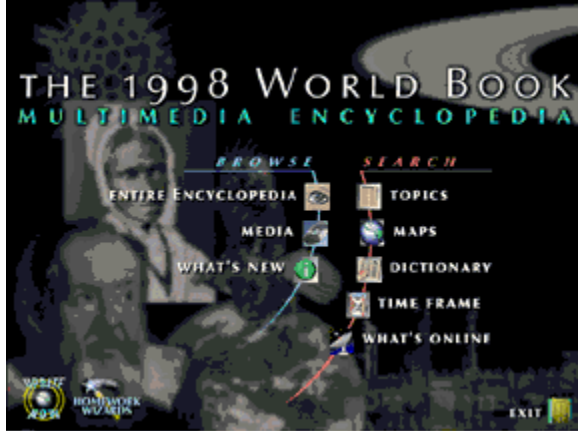 THE 1998 WORLD BOOK
MULTIMEDIA ENCYCLOPEDIA
BROWSE
ENTIRE ENCYCLOPEDIA
MEDIA
WHAT'S NEW
SEARCH
TOPICS
MAPS
DICTIONARY
TIME FRAME
WHAT'S ONLINE
HOMEWORK
WIZARDS
EXIT